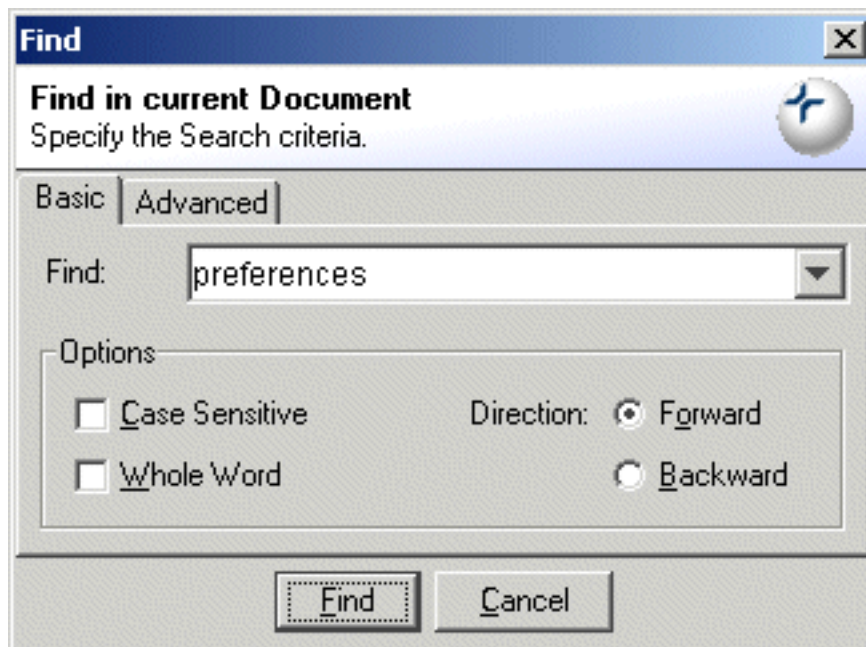 Find
Find in current Document
Specify the Search criteria.
Basic Advanced
Find: preferences
Options
Case Sensitive Direction: Forward
Whole Word Backward
Find Cancel